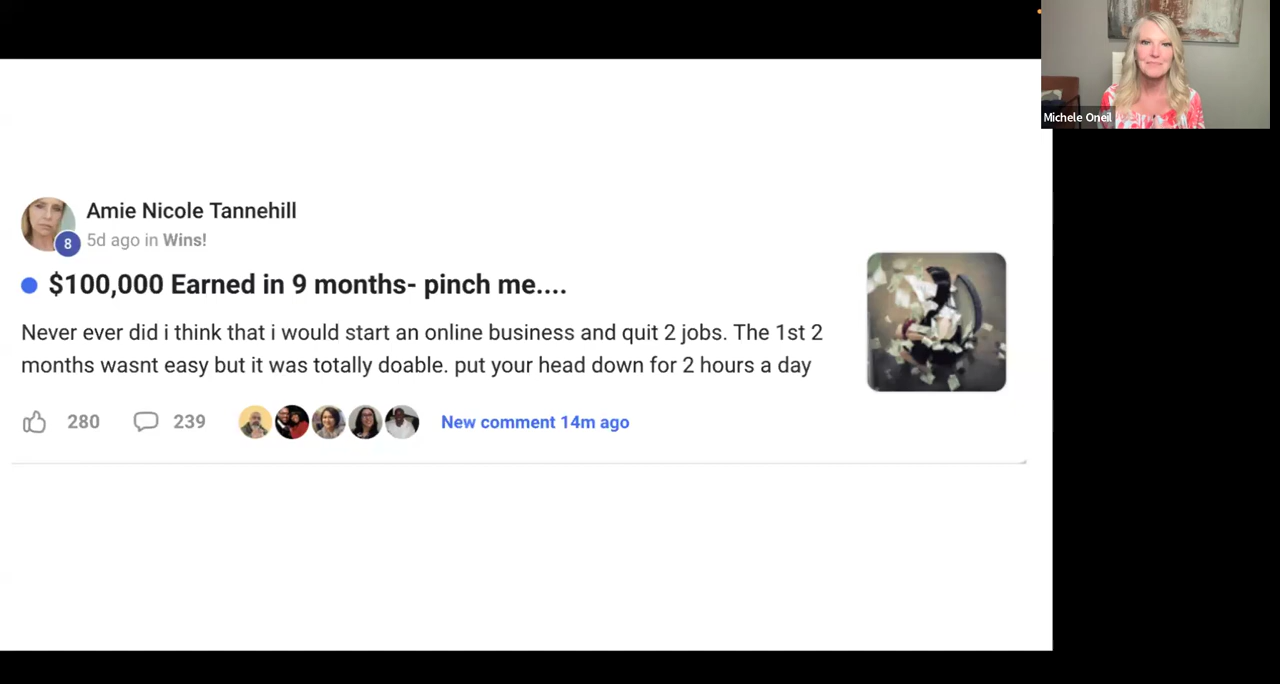 Michele Oneil
Amie Nicole Tannehill
8
5d ago in Wins!
$100,000 Earned in 9 months- pinch me....
Never ever did i think that i would start an online business and quit 2 jobs. The 1st 2
months wasnt easy but it was totally doable. put your head down for 2 hours a day
280 239 New comment 14m ago